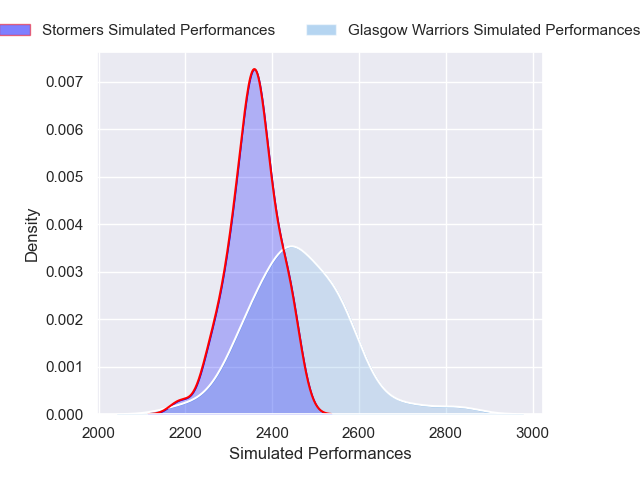 Stormers Simulated Performances Glasgow Warriors Simulated Performances
0.007
0.006
0.005
0.004
0.003
0.002
0.001
0.000
Density
2000 2200 2400 2600 2800 3000
Simulated Performances